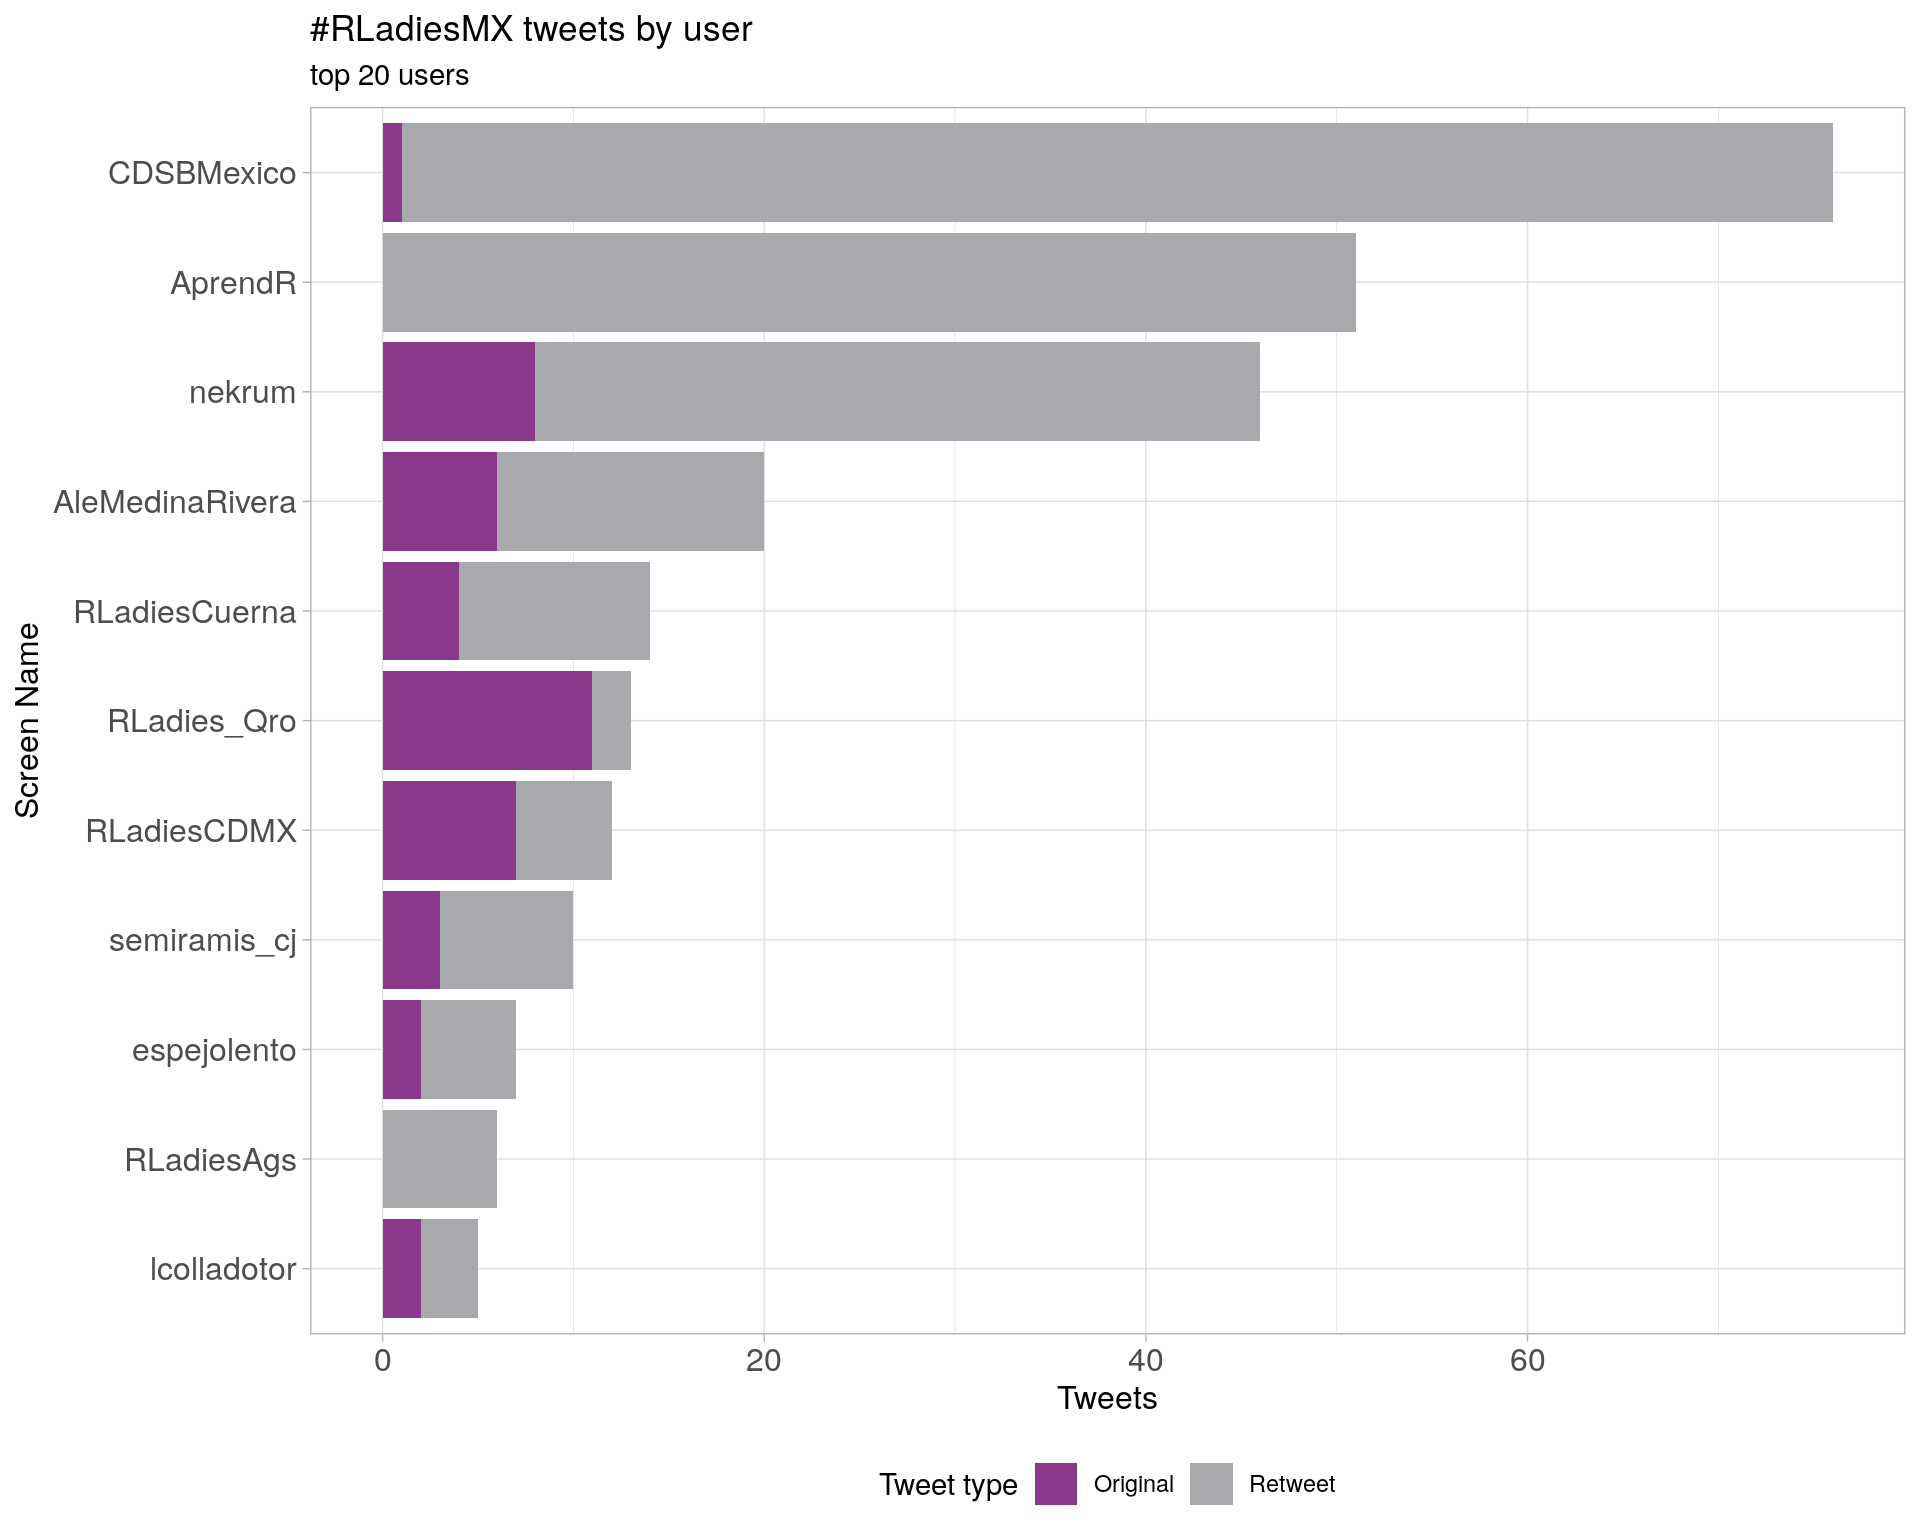 #RLadiesMX tweets by user
top 20 users
CDSBMexico
AprendR
nekrum
AleMedinaRivera
RLadiesCuerna
RLadies_Qro
RLadiesCDMX
semiramis_cj
espejolento
RLadiesAgs
lcolladotor
Screen Name
0 20 40 60
Tweets
Tweet type Original Retweet